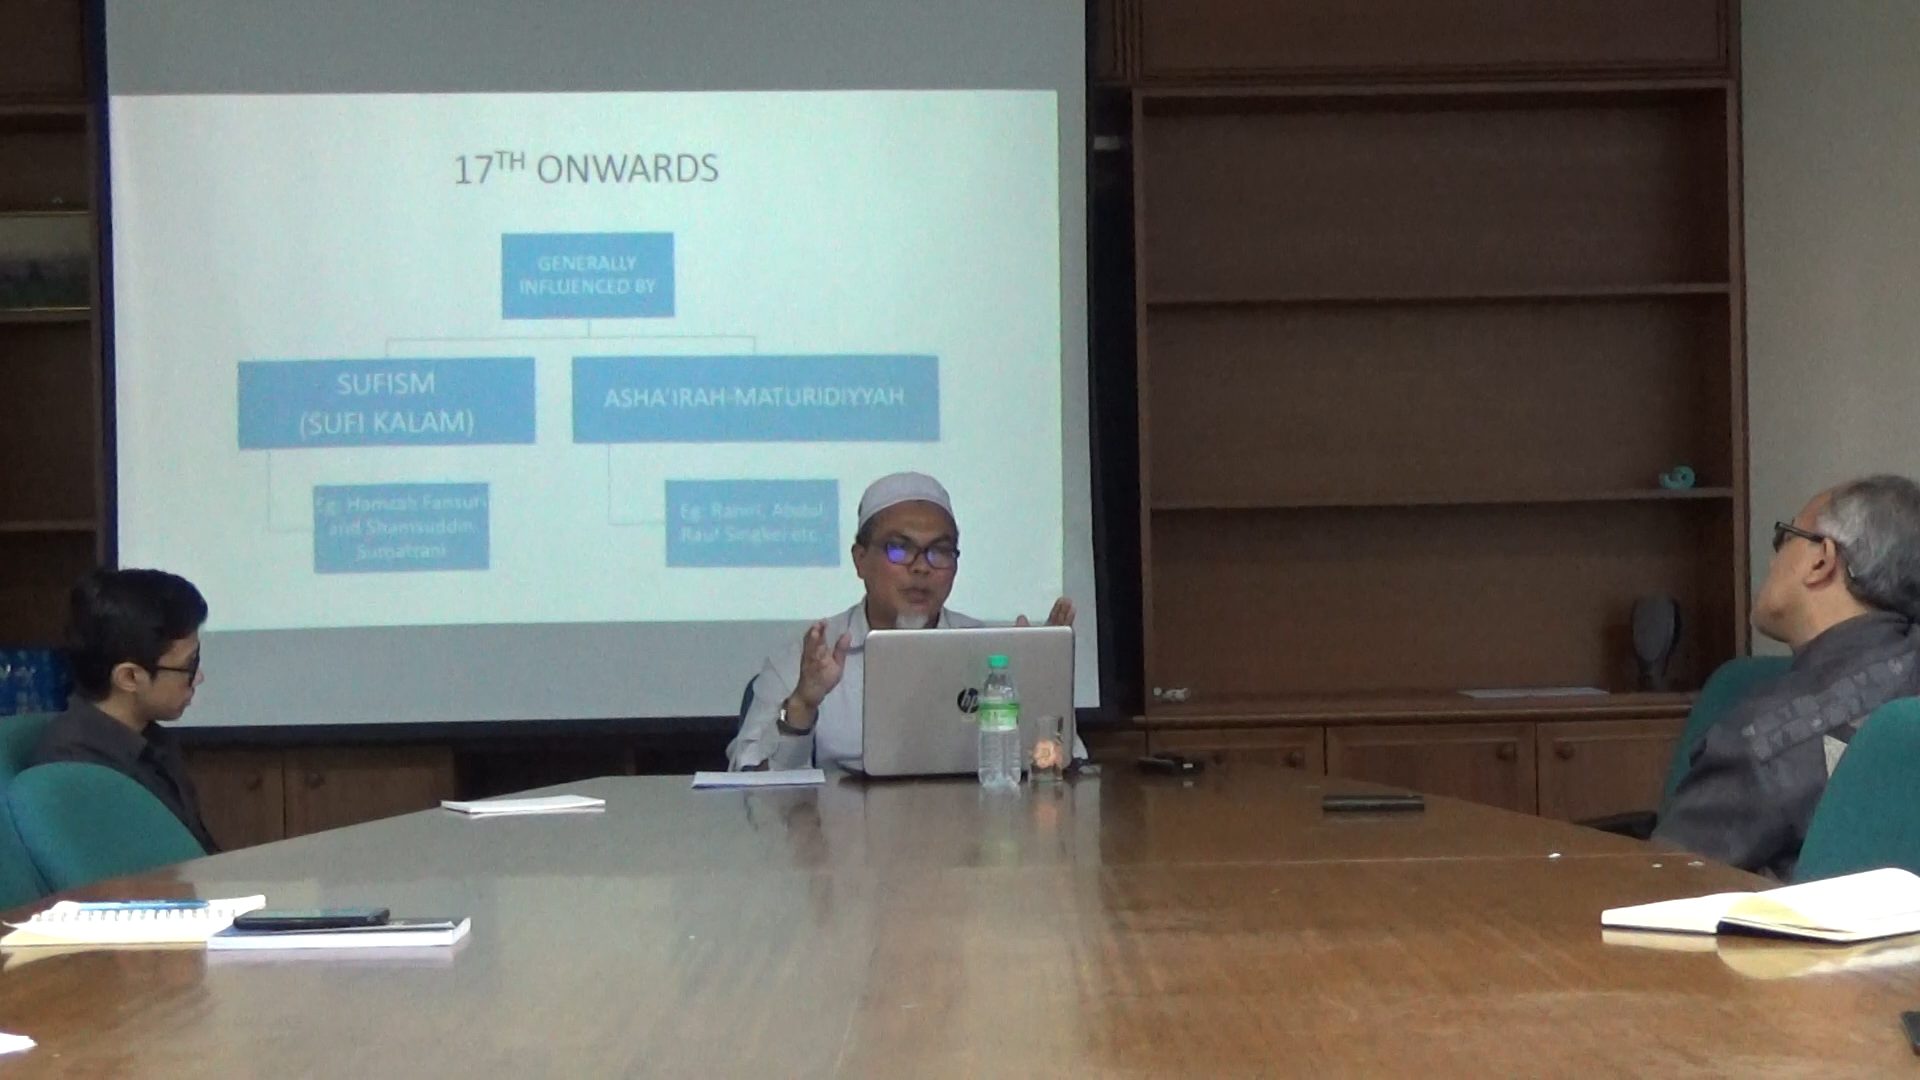 17TH ONWARDS
GENERALLY
INFLUENCED BY
SUFISM
(SUFI KALAM)
ASHA'IRAH-MATURIDIYYAH
Eg: Hamzah Fansuri
and Shamsuddin
Sumatrani
Eg: Raniri, Abdul
Rauf Singkel etc.
hp